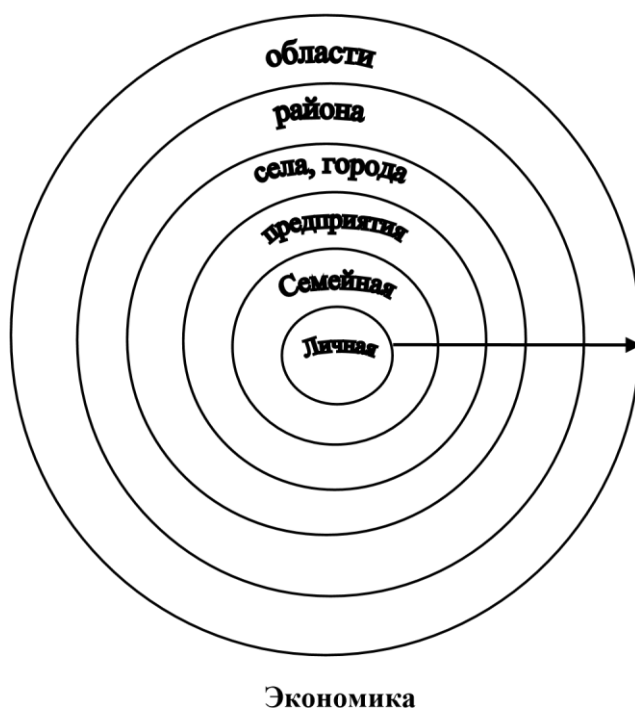 области
района
села, города
предприятия
Семейная
Личная
Экономика